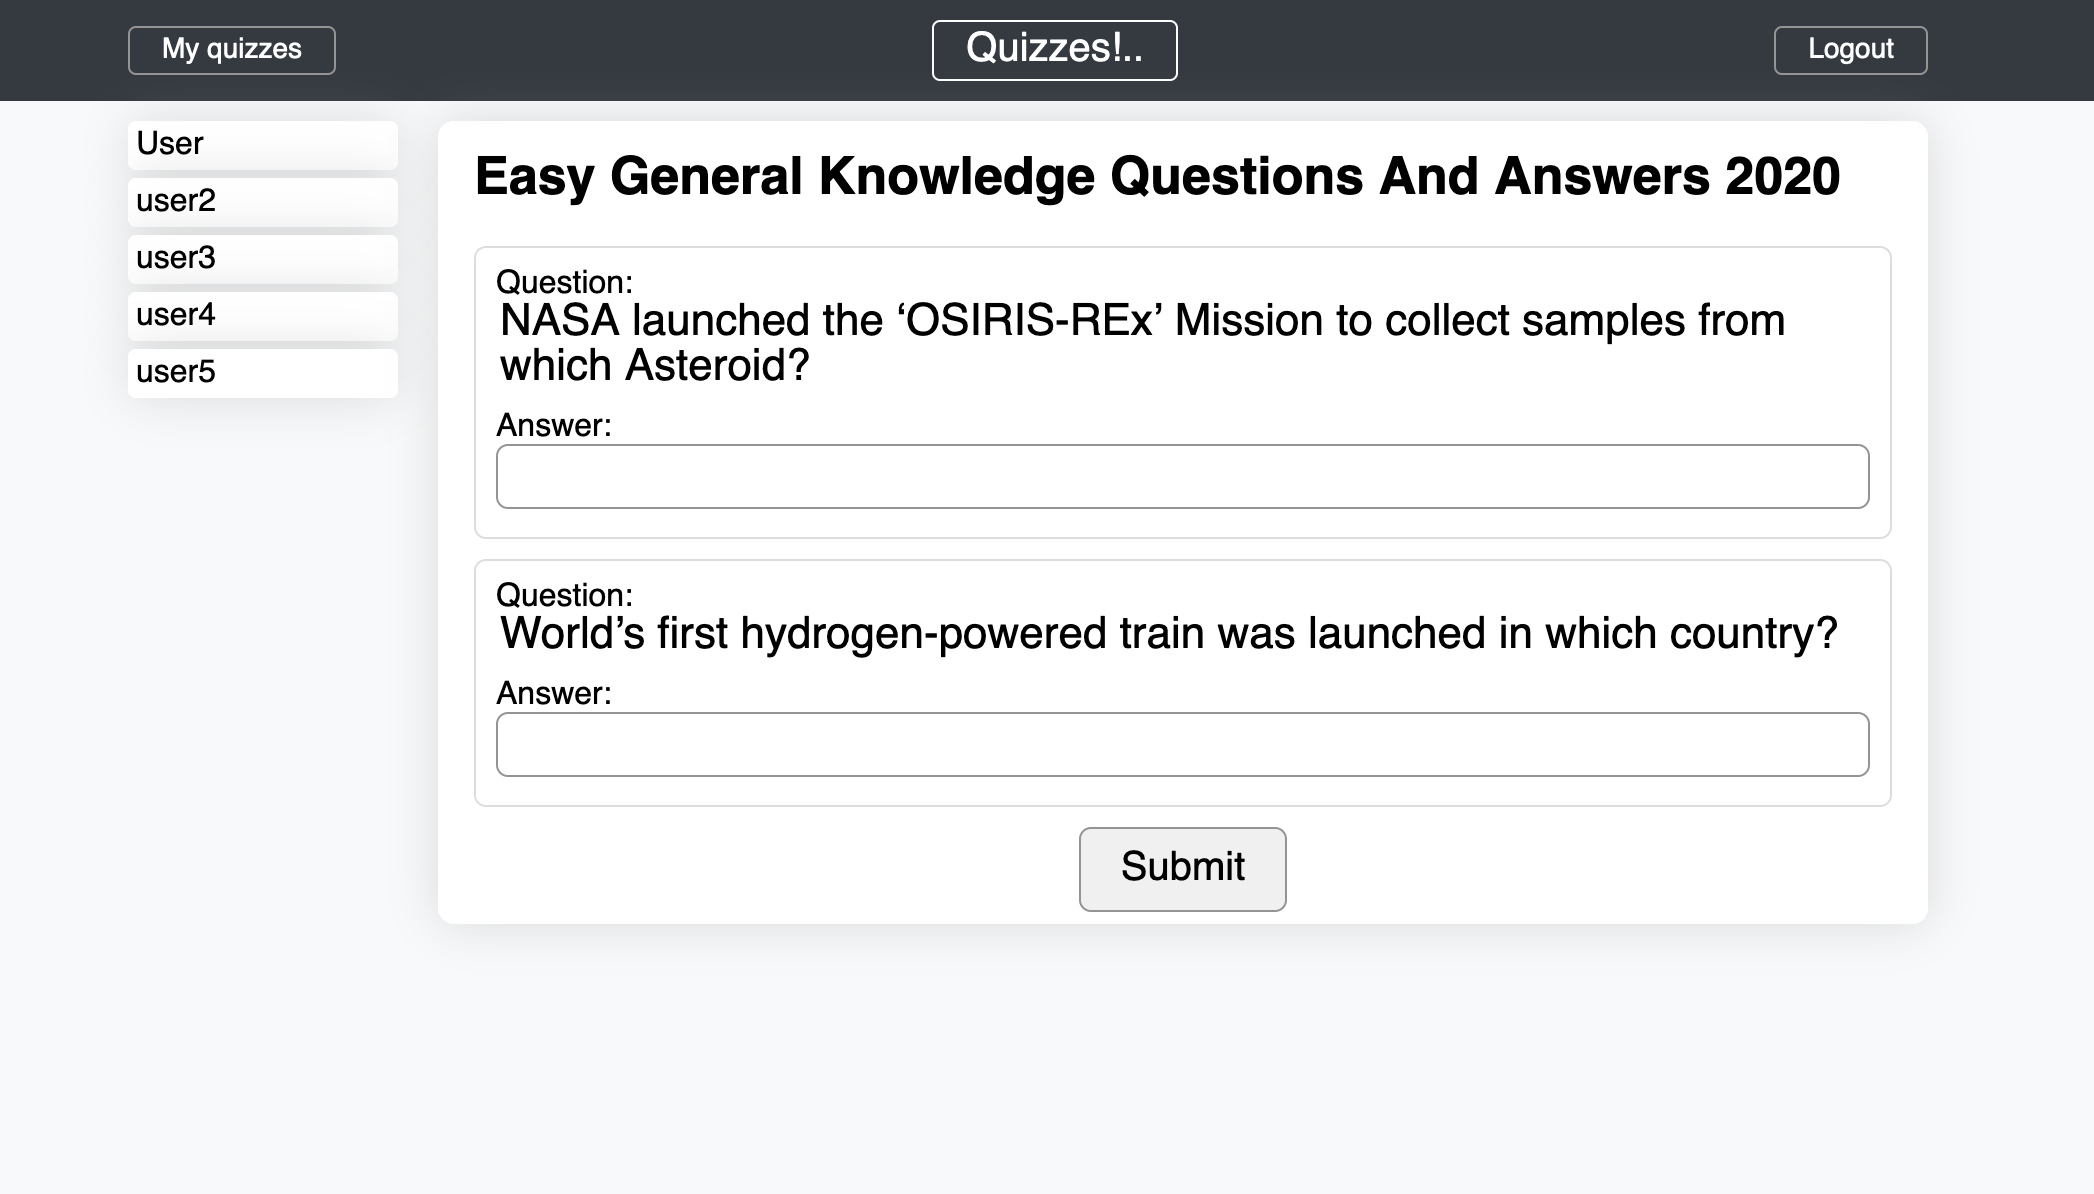 My quizzes
Quizzes!..
Logout
User
user2
user3
user4
user5
Easy General Knowledge Questions And Answers 2020
Question:
NASA launched the ‘OSIRIS-REx’ Mission to collect samples from
which Asteroid?
Answer:
Question:
World’s first hydrogen-powered train was launched in which country?
Answer:
Submit